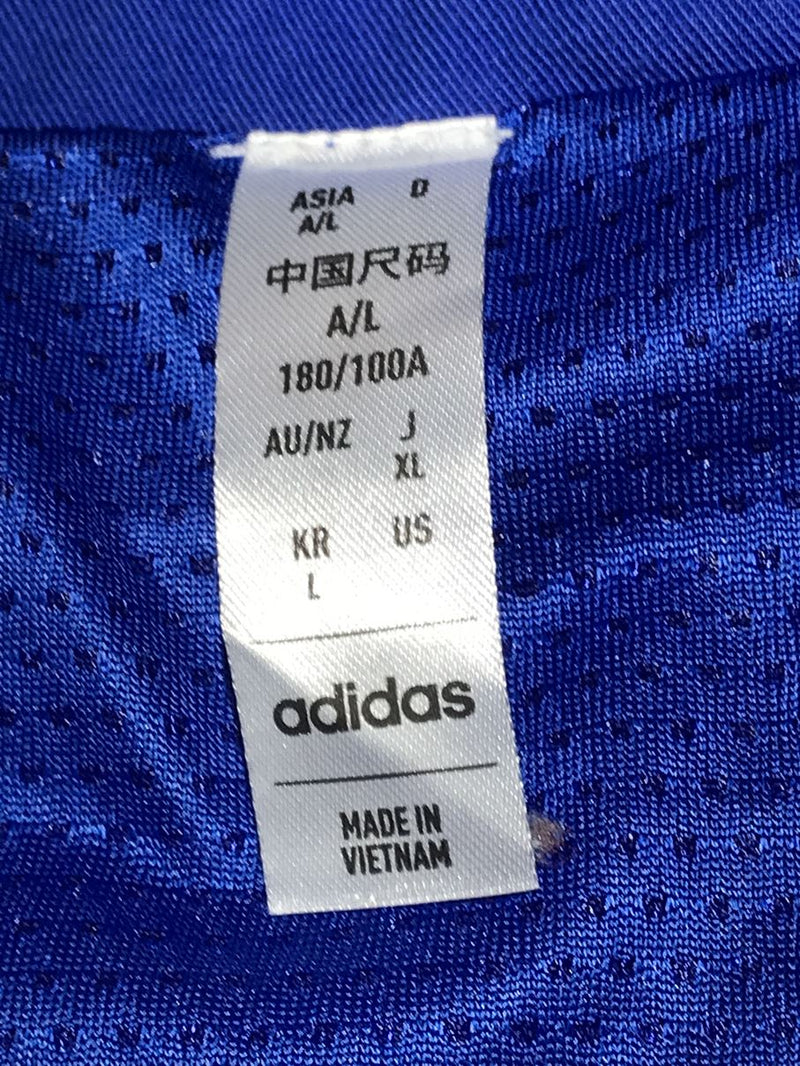 ASIA D
A/L
中国尺码
A/L
180/100A
AU/NZ J
XL
KR US
L
adidas
MADE IN
VIETNAM